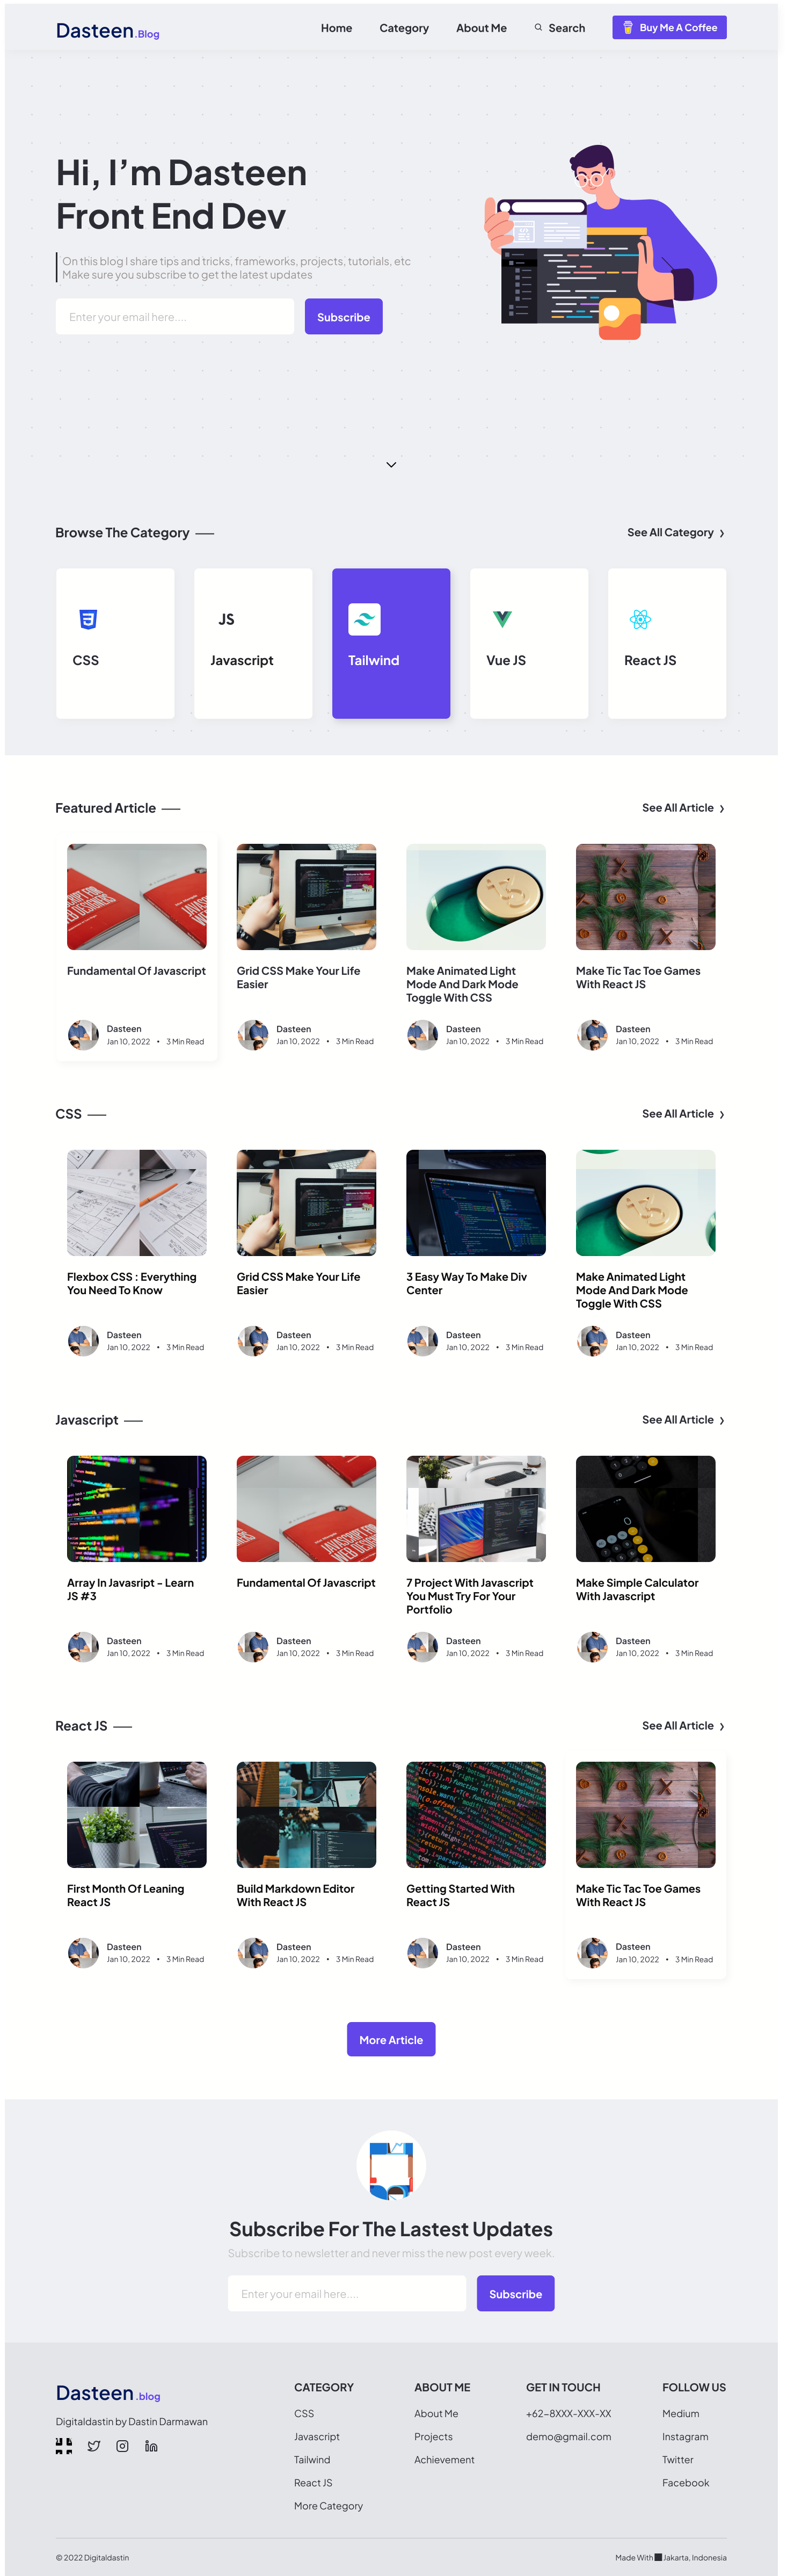 Dasteen.Blog
Home
Category
About Me
Search
Buy Me A Coffee
Hi, I’m Dasteen
Front End Dev
On this blog I share tips and tricks, frameworks, projects, tutorials, etc
Make sure you subscribe to get the latest updates
Enter your email here....
Subscribe
Browse The Category
See All Category
CSS
JS
Javascript
Tailwind
Vue JS
React JS
Featured Article
See All Article
Fundamental Of Javascript
Dasteen
Jan 10, 2022 • 3 Min Read
Grid CSS Make Your Life
Easier
Dasteen
Jan 10, 2022 • 3 Min Read
Make Animated Light
Mode And Dark Mode
Toggle With CSS
Dasteen
Jan 10, 2022 • 3 Min Read
Make Tic Tac Toe Games
With React JS
Dasteen
Jan 10, 2022 • 3 Min Read
CSS
See All Article
Flexbox CSS : Everything
You Need To Know
Dasteen
Jan 10, 2022 • 3 Min Read
Grid CSS Make Your Life
Easier
Dasteen
Jan 10, 2022 • 3 Min Read
3 Easy Way To Make Div
Center
Dasteen
Jan 10, 2022 • 3 Min Read
Make Animated Light
Mode And Dark Mode
Toggle With CSS
Dasteen
Jan 10, 2022 • 3 Min Read
Javascript
See All Article
Array In Javasript - Learn
JS #3
Dasteen
Jan 10, 2022 • 3 Min Read
Fundamental Of Javascript
Dasteen
Jan 10, 2022 • 3 Min Read
7 Project With Javascript
You Must Try For Your
Portfolio
Dasteen
Jan 10, 2022 • 3 Min Read
Make Simple Calculator
With Javascript
Dasteen
Jan 10, 2022 • 3 Min Read
React JS
See All Article
First Month Of Leaning
React JS
Dasteen
Jan 10, 2022 • 3 Min Read
Build Markdown Editor
With React JS
Dasteen
Jan 10, 2022 • 3 Min Read
Getting Started With
React JS
Dasteen
Jan 10, 2022 • 3 Min Read
Make Tic Tac Toe Games
With React JS
Dasteen
Jan 10, 2022 • 3 Min Read
More Article
Subscribe For The Lastest Updates
Subscribe to newsletter and never miss the new post every week.
Enter your email here....
Subscribe
Dasteen.blog
Digitaldastin by Dastin Darmawan
CATEGORY
CSS
Javascript
Tailwind
React JS
More Category
ABOUT ME
About Me
Projects
Achievement
GET IN TOUCH
+62-8XXX-XXX-XX
demo@gmail.com
FOLLOW US
Medium
Instagram
Twitter
Facebook
© 2022 Digitaldastin
Made With Jakarta, Indonesia